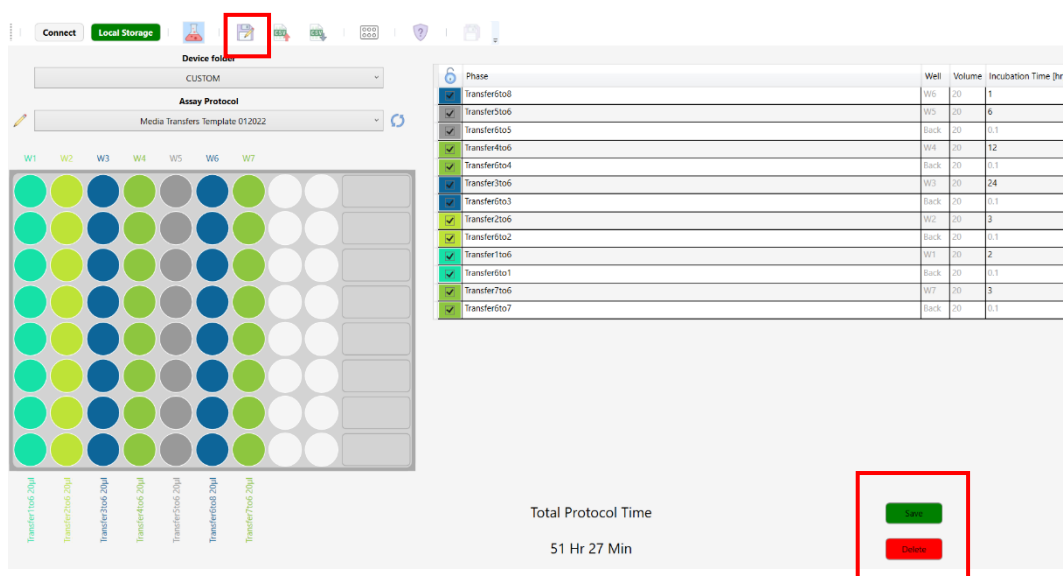 Connect Local Storage CSV CSV
Device folder
CUSTOM
Assay Protocol
Media Transfers Template 012022
W1 W2 W3 W4 W5 W6 W7
Transfer1to6 20µl
Transfer2to6 20µl
Transfer3to6 20µl
Transfer4to6 20µl
Transfer5to6 20µl
Transfer6to8 20µl
Transfer7to6 20µl
Phase Well Volume Incubation Time [hr
Transfer6to8 W6 20 1
Transfer5to6 W5 20 6
Transfer6to5 Back 20 0.1
Transfer4to6 W4 20 12
Transfer6to4 Back 20 0.1
Transfer3to6 W3 20 24
Transfer6to3 Back 20 0.1
Transfer2to6 W2 20 3
Transfer6to2 Back 20 0.1
Transfer1to6 W1 20 2
Transfer6to1 Back 20 0.1
Transfer7to6 W7 20 3
Transfer6to7 Back 20 0.1
Total Protocol Time
51 Hr 27 Min
Save
Delete